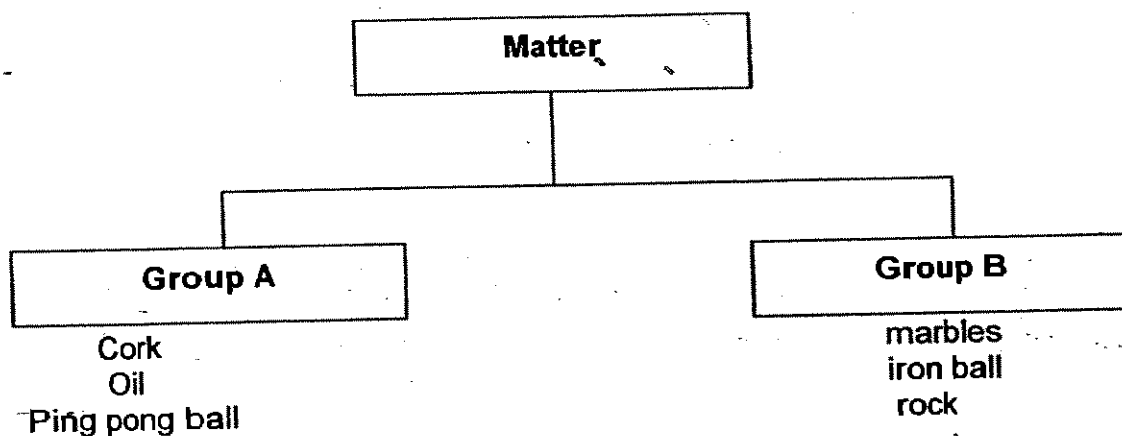 Matter
Group A
Cork
Oil
Ping pong ball
Group B
marbles
iron ball
rock